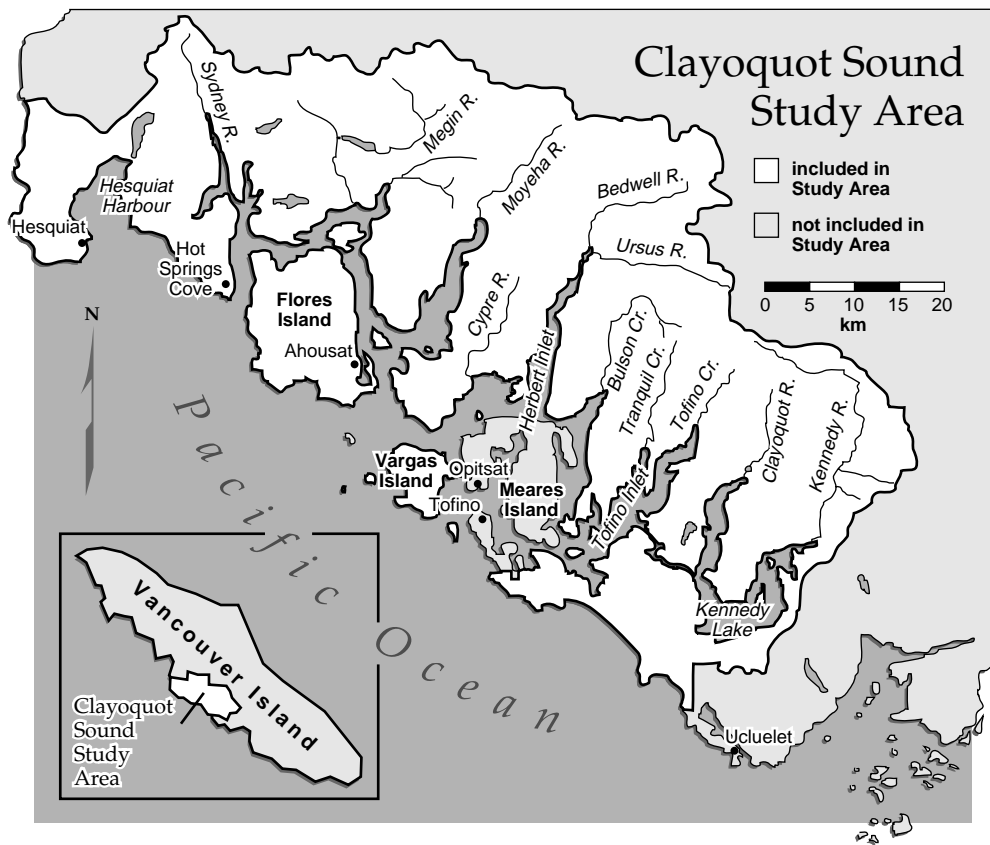 Clayoquot Sound
Study Area
included in
Study Area
not included in
Study Area
0 5 10 15 20
km
Sydney R.
Megin R.
Moyeha R.
Bedwell R.
Ursus R.
Hesquiat
Harbour
Hesquiat
Hot
Springs
Cove
Flores
Island
Ahousat
Cypre R.
Herbert Inlet
Bulson Cr.
Tranquil Cr.
Tofino Cr.
Clayoquot R.
Kennedy R.
N
Vargas
Island
Opitsat
Meares
Island
Tofino
Tofino Inlet
Kennedy
Lake
Pacific Ocean
Ucluelet
Vancouver Island
Clayoquot
Sound
Study
Area